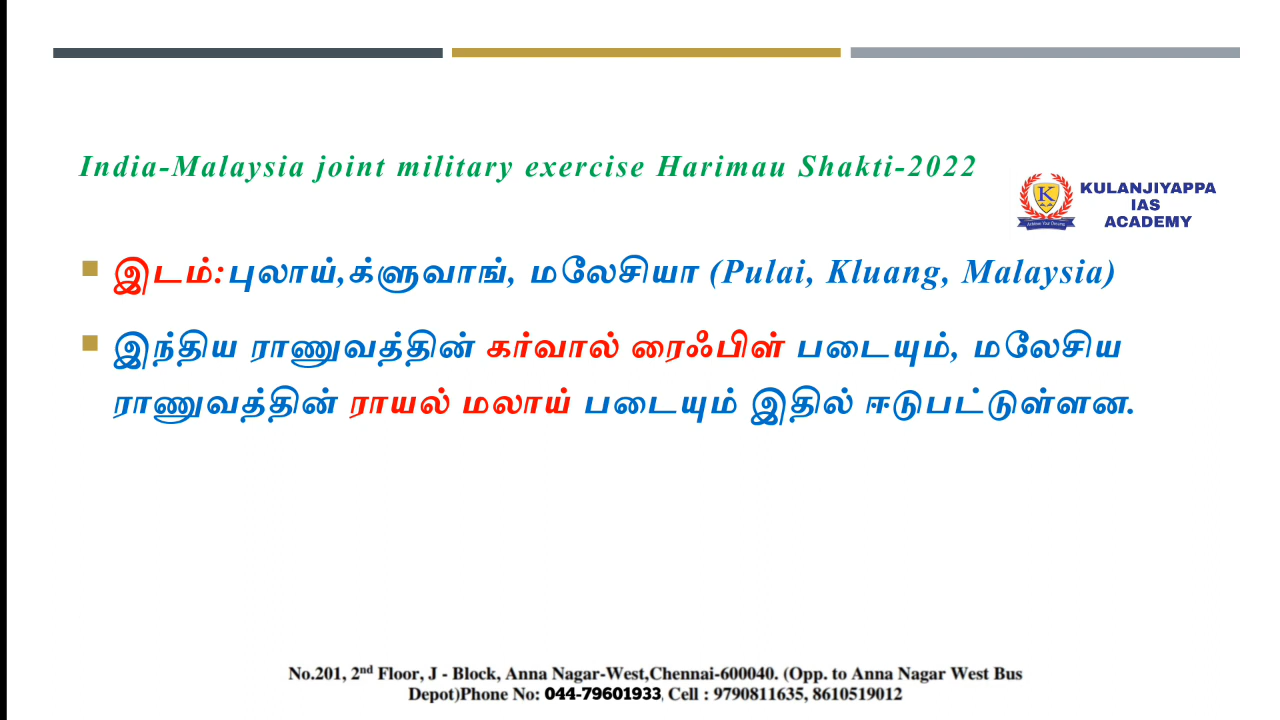 India-Malaysia joint military exercise Harimau Shakti-2022
KULANJIYAPPA
IAS
ACADEMY
இடம்:புலாய்,க்ளுவாங், மலேசியா (Pulai, Kluang, Malaysia)
இந்திய ராணுவத்தின் கர்வால் ரைஃபிள் படையும், மலேசிய
ராணுவத்தின் ராயல் மலாய் படையும் இதில் ஈடுபட்டுள்ளன.
No.201, 2nd Floor, J - Block, Anna Nagar-West,Chennai-600040. (Opp. to Anna Nagar West Bus
Depot)Phone No: 044-79601933, Cell : 9790811635, 8610519012